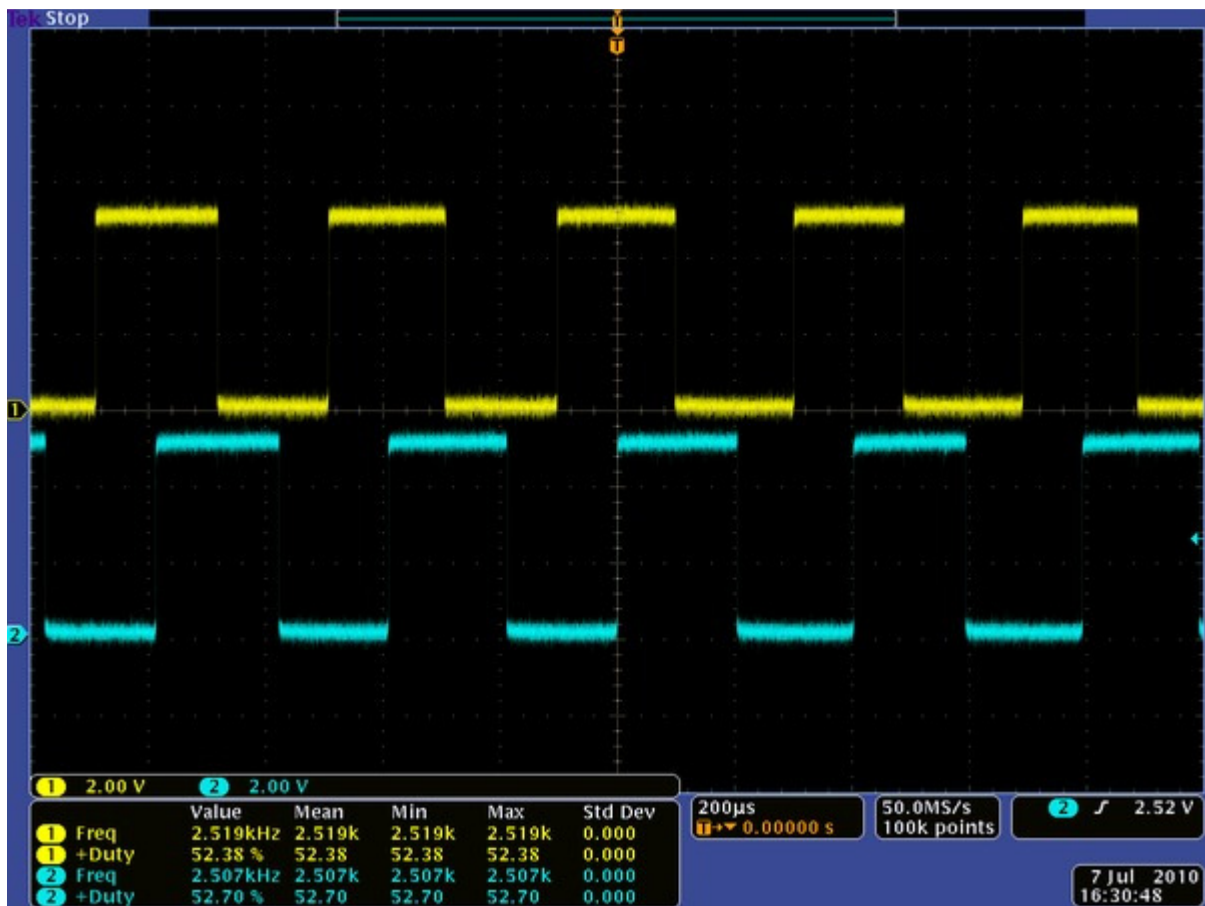 Tek Stop
T
T
1
2
1 2.00 V 2 2.00 V
Value Mean Min Max Std Dev
1 Freq 2.519kHz 2.519k 2.519k 2.519k 0.000
1 +Duty 52.38 % 52.38 52.38 52.38 0.000
2 Freq 2.507kHz 2.507k 2.507k 2.507k 0.000
2 +Duty 52.70 % 52.70 52.70 52.70 0.000
200µs
T→▼ 0.00000 s
50.0MS/s
100k points
2 ∫ 2.52 V
7 Jul 2010
16:30:48